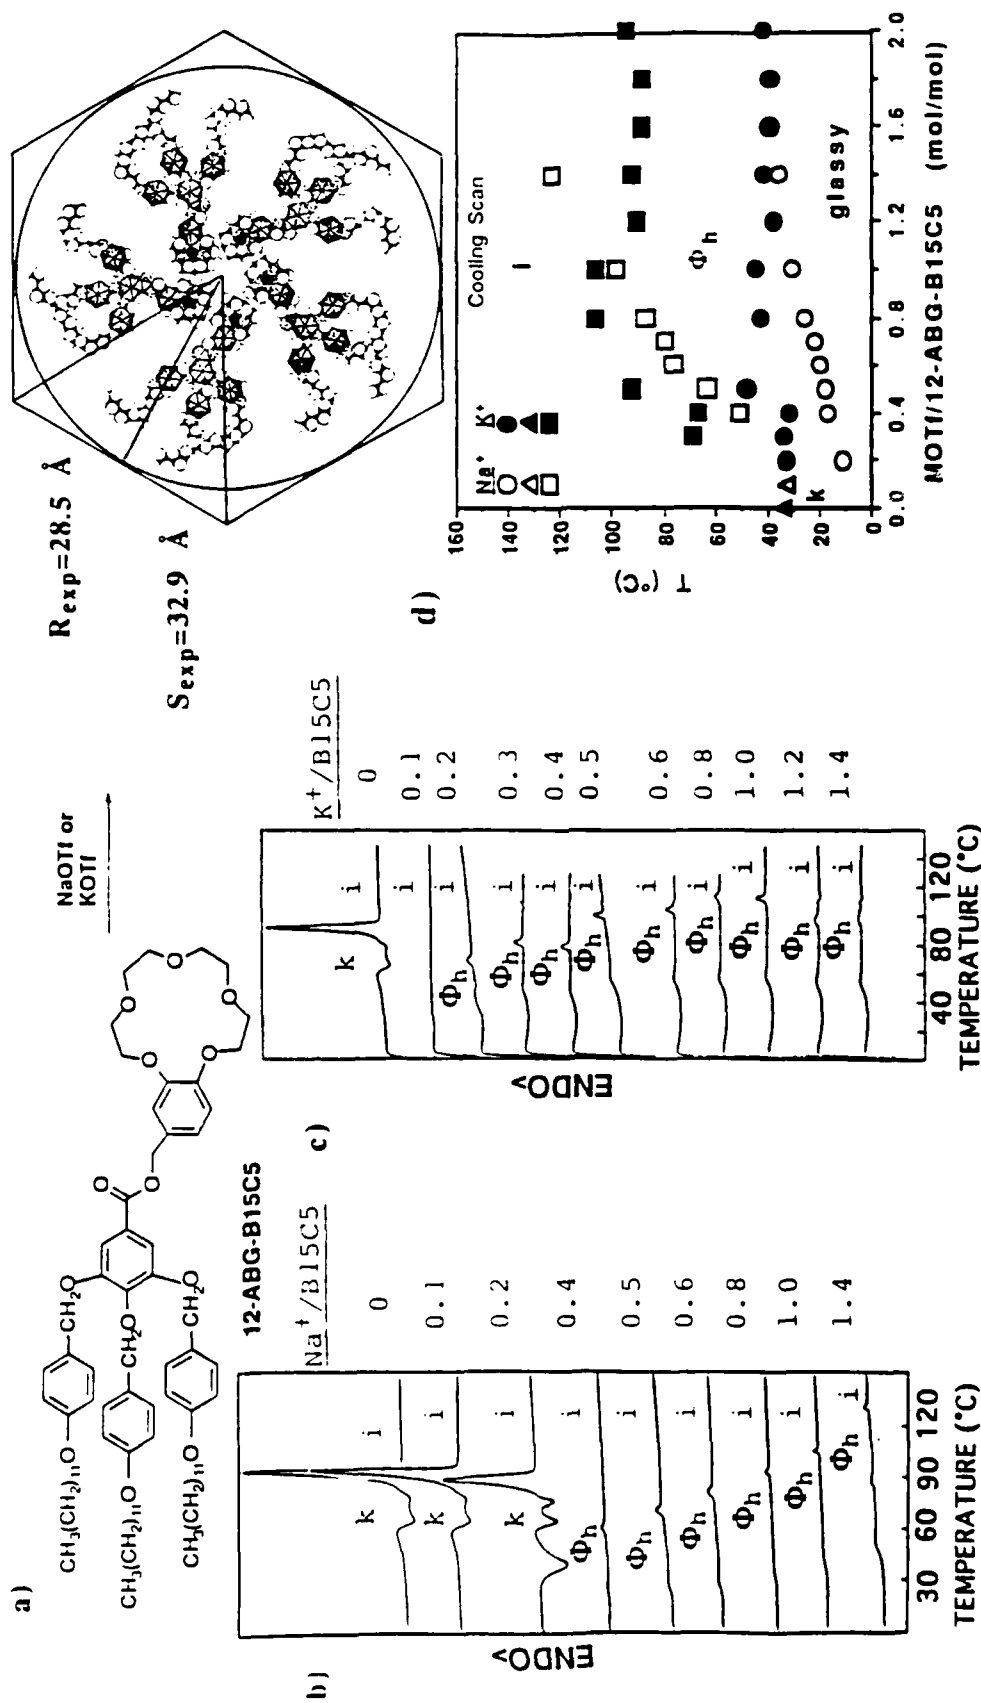 a)
CH₃(CH₂)₁₁O
CH₂O
CH₃(CH₂)₁₁O
CH₂O
CH₃(CH₂)₁₁O
CH₂O
O
O
O
O
O
O
O
12-ABG-B15C5
NaOTf or
KOTf
Rexp=28.5 Å
Sexp=32.9 Å
b)
Na⁺/B15C5
k i 0
k i 0.1
k i 0.2
Φh i 0.4
Φh i 0.5
Φh i 0.6
Φh i 0.8
Φh i 1.0
Φh i 1.4
ENDO>
30 60 90 120
TEMPERATURE (°C)
c)
K⁺/B15C5
k i 0
i 0.1
Φh i 0.2
Φh i 0.3
Φh i 0.4
Φh i 0.5
Φh i 0.6
Φh i 0.8
Φh i 1.0
Φh i 1.2
Φh i 1.4
ENDO>
40 80 120
TEMPERATURE (°C)
d)
Na⁺ K⁺
Cooling Scan
i
Φh
k
glassy
T (°C)
160
140
120
100
80
60
40
20
0
0.0 0.4 0.8 1.2 1.6 2.0
MOTf/12-ABG-B15C5 (mol/mol)